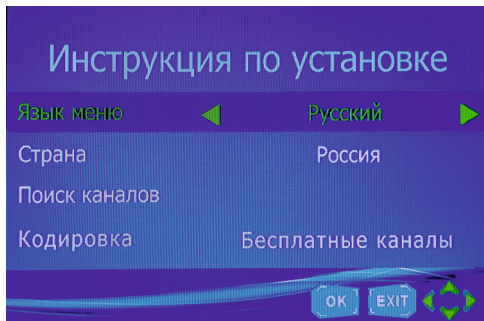 Инструкция по установке
Язык меню Русский
Страна Россия
Поиск каналов
Кодировка Бесплатные каналы
OK EXIT